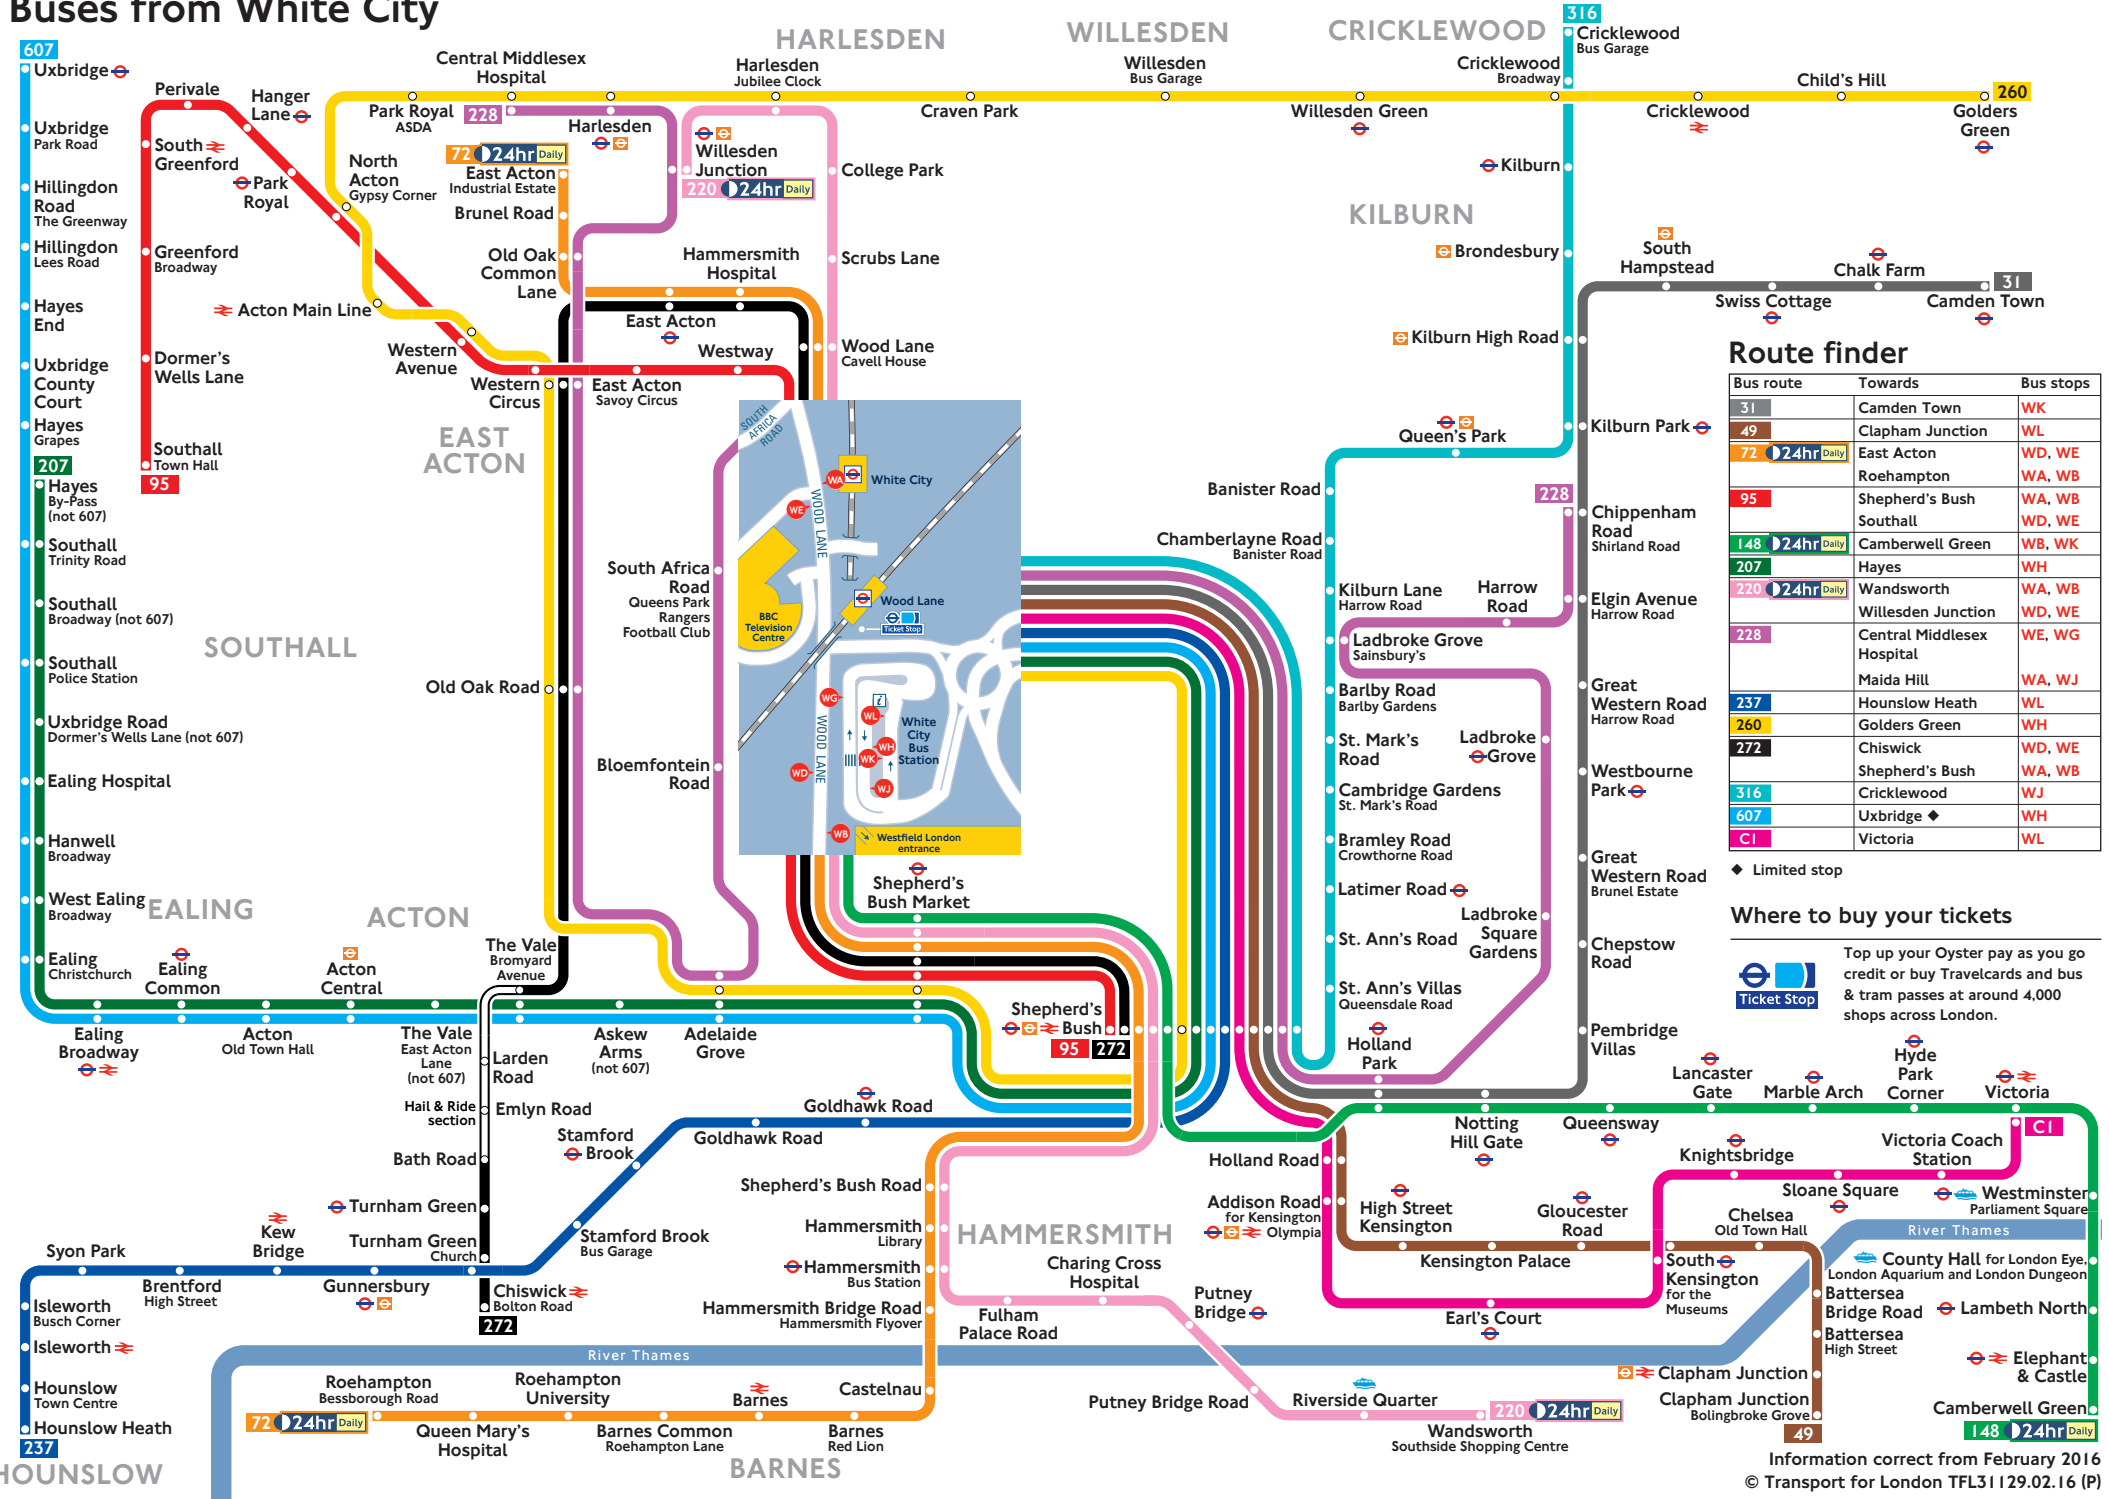 Buses from White City
HARLESDEN
WILLESDEN
CRICKLEWOOD
316
Cricklewood
Bus Garage
607
Uxbridge
Uxbridge
Park Road
Hillingdon
Road
The Greenway
Hillingdon
Lees Road
Hayes
End
Uxbridge
County
Court
Hayes
Grapes
207
Hayes
By-Pass
(not 607)
Southall
Trinity Road
Southall
Broadway (not 607)
Southall
Police Station
Uxbridge Road
Dormer's Wells Lane (not 607)
Ealing Hospital
Hanwell
Broadway
West Ealing
Broadway
Ealing
Christchurch
SOUTHALL
EALING
ACTON
Perivale
Hanger
Lane
South
Greenford
Park
Royal
Greenford
Broadway
Dormer's
Wells Lane
Southall
Town Hall
95
Central Middlesex
Hospital
Park Royal
ASDA
228
Harlesden
Harlesden
Jubilee Clock
Craven Park
Willesden
Bus Garage
Willesden Green
Cricklewood
Broadway
Cricklewood
Child's Hill
260
Golders
Green
North
Acton
Gypsy Corner
Acton Main Line
Western
Avenue
Western
Circus
72 24hr Daily
East Acton
Industrial Estate
Brunel Road
Old Oak
Common
Lane
Willesden
Junction
220 24hr Daily
College Park
Scrubs Lane
Hammersmith
Hospital
East Acton
Westway
Wood Lane
Cavell House
East Acton
Savoy Circus
EAST
ACTON
Old Oak Road
South Africa
Road
Queens Park
Rangers
Football Club
Bloemfontein
Road
SOUTH
AFRICA
ROAD
WA
White City
WE
WOOD LANE
BBC
Television
Centre
Wood Lane
Ticket Stop
WG
i
WL
White
City
Bus
Station
WH
WK
WOOD LANE
WD
WJ
WB
Westfield London
entrance
Shepherd's
Bush Market
Kilburn
KILBURN
Brondesbury
Kilburn High Road
Queen's Park
Kilburn Park
South
Hampstead
Swiss Cottage
Chalk Farm
31
Camden Town
Banister Road
Chamberlayne Road
Banister Road
Kilburn Lane
Harrow Road
Ladbroke Grove
Sainsbury's
Barlby Road
Barlby Gardens
St. Mark's
Road
Cambridge Gardens
St. Mark's Road
Bramley Road
Crowthorne Road
Latimer Road
St. Ann's Road
St. Ann's Villas
Queensdale Road
Holland
Park
Harrow
Road
Ladbroke
Grove
Ladbroke
Square
Gardens
228
Chippenham
Road
Shirland Road
Elgin Avenue
Harrow Road
Great
Western Road
Harrow Road
Westbourne
Park
Great
Western Road
Brunel Estate
Chepstow
Road
Pembridge
Villas
Route finder
Bus route Towards Bus stops
31 Camden Town WK
49 Clapham Junction WL
72 24hr Daily East Acton WD, WE
Roehampton WA, WB
95 Shepherd's Bush WA, WB
Southall WD, WE
148 24hr Daily Camberwell Green WB, WK
207 Hayes WH
220 24hr Daily Wandsworth WA, WB
Willesden Junction WD, WE
228 Central Middlesex WE, WG
Hospital
Maida Hill WA, WJ
237 Hounslow Heath WL
260 Golders Green WH
272 Chiswick WD, WE
Shepherd's Bush WA, WB
316 Cricklewood WJ
607 Uxbridge ◆ WH
C1 Victoria WL
◆ Limited stop
Where to buy your tickets
Ticket Stop
Top up your Oyster pay as you go
credit or buy Travelcards and bus
& tram passes at around 4,000
shops across London.
Ealing
Broadway
Ealing
Common
Acton
Old Town Hall
Acton
Central
The Vale
East Acton
Lane
(not 607)
The Vale
Bromyard
Avenue
Askew
Arms
(not 607)
Adelaide
Grove
Shepherd's
Bush
95
272
Larden
Road
Hail & Ride
section
Emlyn Road
Bath Road
Turnham Green
Turnham Green
Church
Chiswick
Bolton Road
272
Goldhawk Road
Goldhawk Road
Stamford
Brook
Stamford Brook
Bus Garage
Kew
Bridge
Syon Park
Brentford
High Street
Gunnersbury
Isleworth
Busch Corner
Isleworth
Hounslow
Town Centre
Hounslow Heath
237
HOUNSLOW
Shepherd's Bush Road
Hammersmith
Library
Hammersmith
Bus Station
Hammersmith Bridge Road
Hammersmith Flyover
Castelnau
River Thames
Roehampton
Bessborough Road
72 24hr Daily
Queen Mary's
Hospital
Roehampton
University
Barnes Common
Roehampton Lane
Barnes
Barnes
Red Lion
BARNES
HAMMERSMITH
Charing Cross
Hospital
Fulham
Palace Road
Putney
Bridge
Putney Bridge Road
Riverside Quarter
220 24hr Daily
Wandsworth
Southside Shopping Centre
Holland Road
Addison Road
for Kensington
Olympia
High Street
Kensington
Kensington Palace
Gloucester
Road
Earl's Court
South
Kensington
for the
Museums
Chelsea
Old Town Hall
Knightsbridge
Sloane Square
Victoria Coach
Station
C1
Notting
Hill Gate
Queensway
Lancaster
Gate
Marble Arch
Hyde
Park
Corner
Victoria
Westminster
Parliament Square
River Thames
County Hall for London Eye,
London Aquarium and London Dungeon
Lambeth North
Elephant
& Castle
Camberwell Green
148 24hr Daily
Battersea
Bridge Road
Battersea
High Street
Clapham Junction
Clapham Junction
Bolingbroke Grove
49
Information correct from February 2016
© Transport for London TFL31129.02.16 (P)